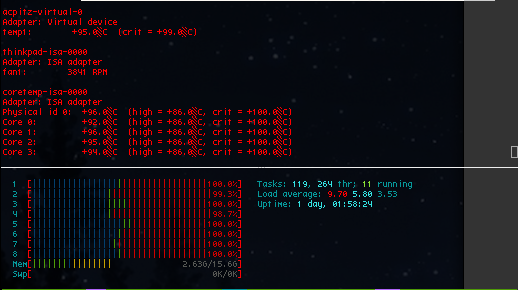 acpitz-virtual-0
Adapter: Virtual device
temp1: +95.0°C (crit = +99.0°C)
thinkpad-isa-0000
Adapter: ISA adapter
fan1: 3841 RPM
coretemp-isa-0000
Adapter: ISA adapter
Physical id 0: +96.0°C (high = +86.0°C, crit = +100.0°C)
Core 0: +92.0°C (high = +86.0°C, crit = +100.0°C)
Core 1: +96.0°C (high = +86.0°C, crit = +100.0°C)
Core 2: +95.0°C (high = +86.0°C, crit = +100.0°C)
Core 3: +94.0°C (high = +86.0°C, crit = +100.0°C)
1 [100.0%] Tasks: 119, 264 thr; 11 running
2 [99.3%] Load average: 9.70 5.80 3.53
3 [100.0%] Uptime: 1 day, 01:58:24
4 [96.7%]
5 [100.0%]
6 [100.0%]
7 [100.0%]
8 [100.0%]
Mem[2.63G/15.6G]
Swp[0K/0K]